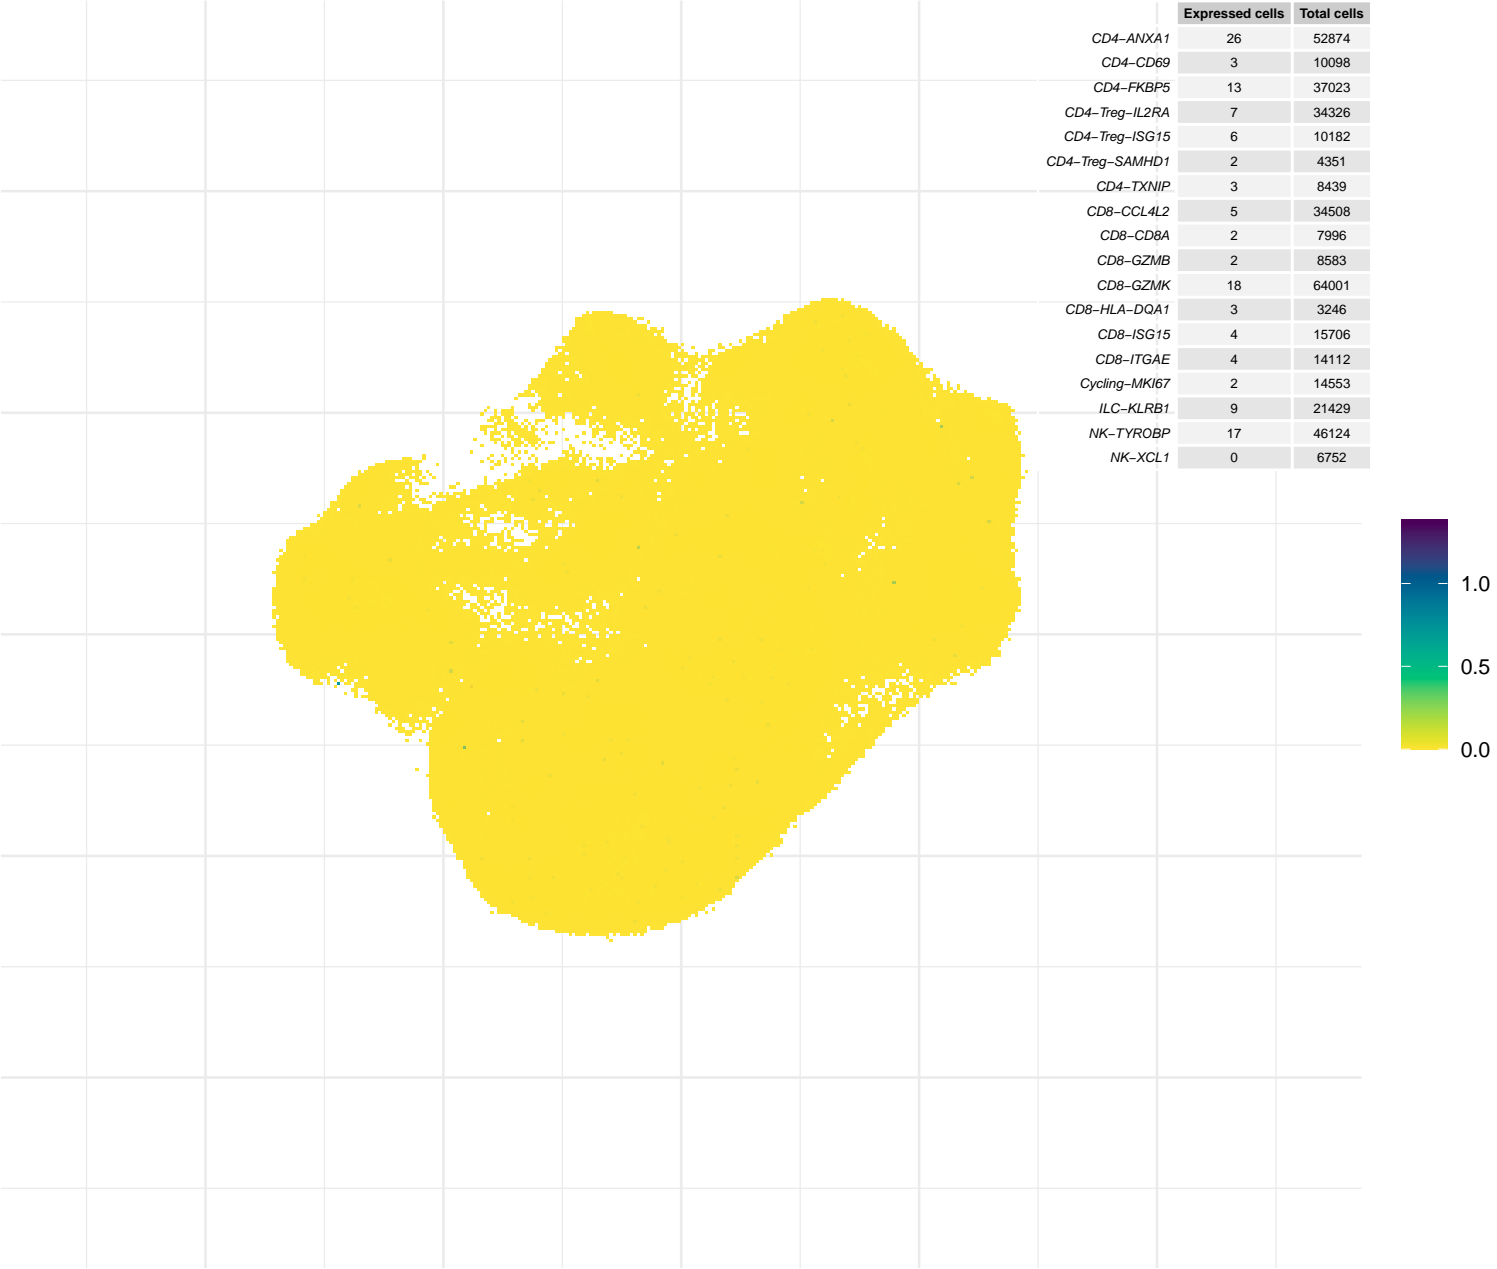 Expressed cells Total cells
CD4−ANXA1 26 52874
CD4−CD69 3 10098
CD4−FKBP5 13 37023
CD4−Treg−IL2RA 7 34326
CD4−Treg−ISG15 6 10182
CD4−Treg−SAMHD1 2 4351
CD4−TXNIP 3 8439
CD8−CCL4L2 5 34508
CD8−CD8A 2 7996
CD8−GZMB 2 8583
CD8−GZMK 18 64001
CD8−HLA−DQA1 3 3246
CD8−ISG15 4 15706
CD8−ITGAE 4 14112
Cycling−MKI67 2 14553
ILC−KLRB1 9 21429
NK−TYROBP 17 46124
NK−XCL1 0 6752
1.0
0.5
0.0